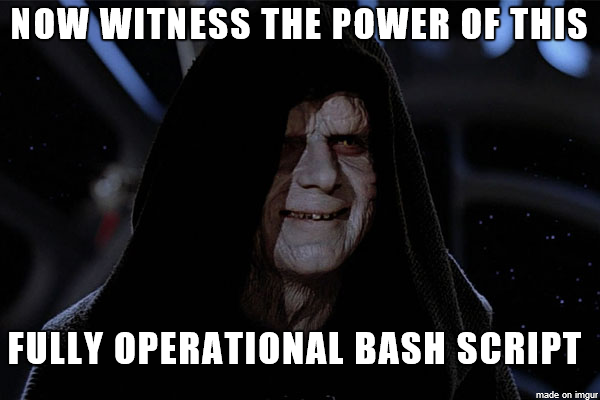 NOW WITNESS THE POWER OF THIS
FULLY OPERATIONAL BASH SCRIPT
made on imgur